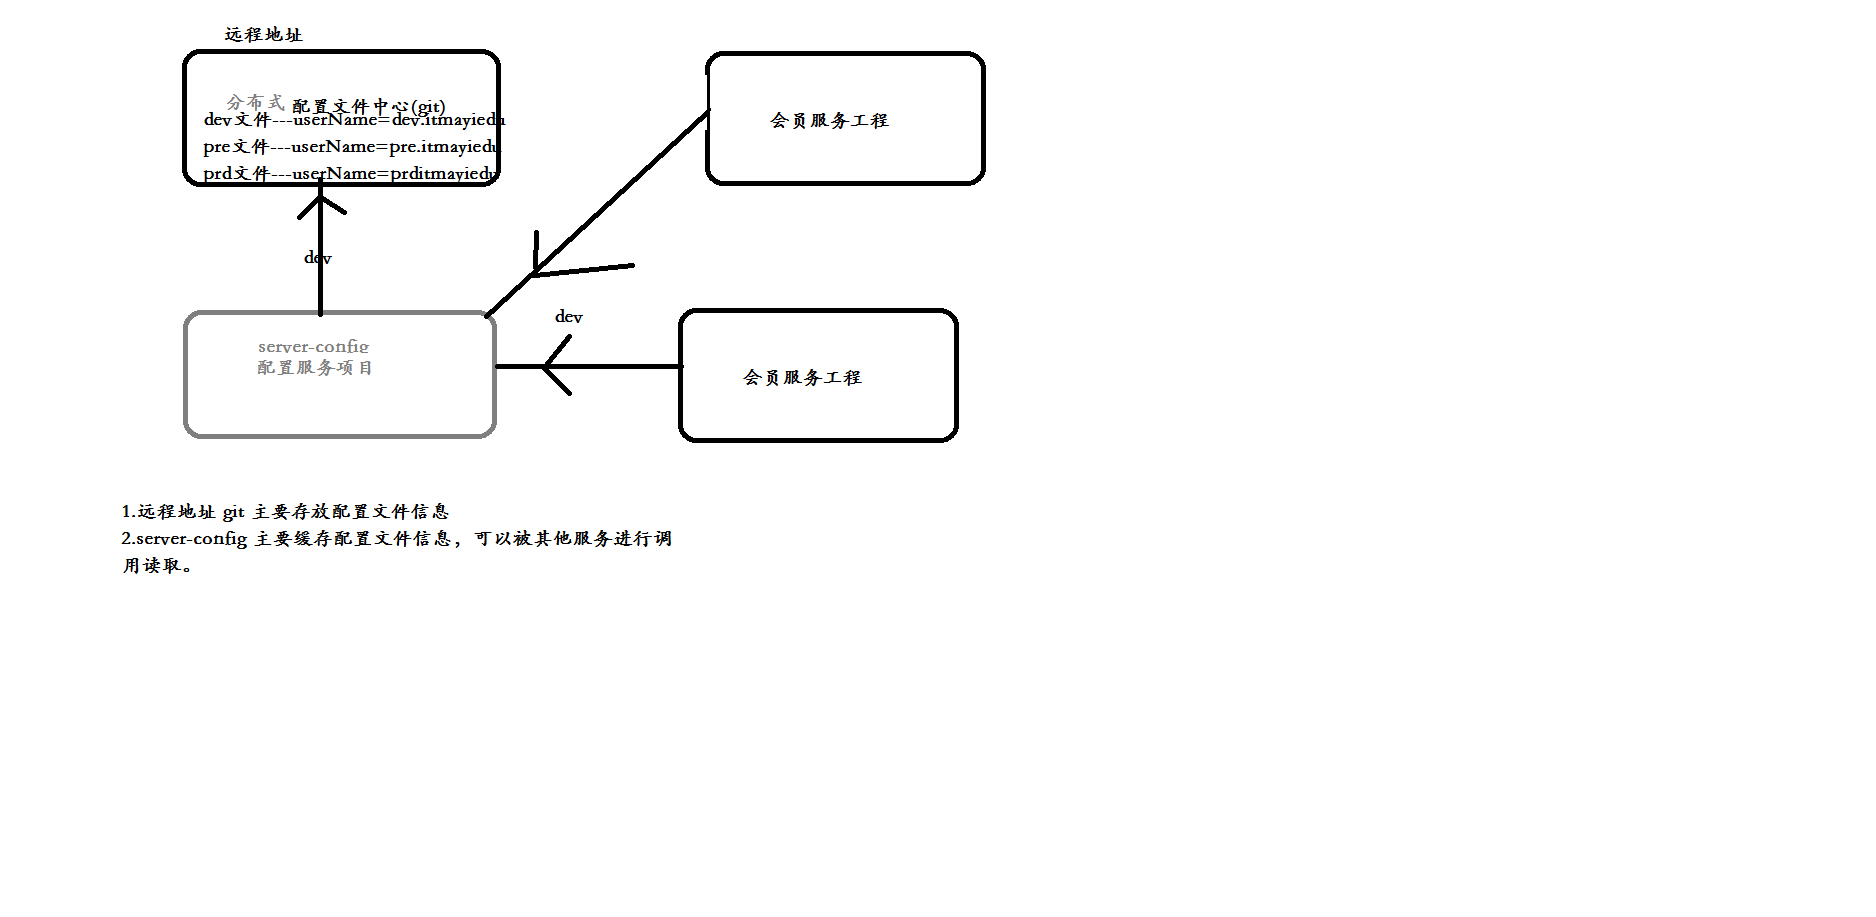 远程地址
分布式 配置文件中心(git)
dev文件---userName=dev.itmayiedu
pre文件---userName=pre.itmayiedu
prd文件---userName=prditmayiedu
会员服务工程
dev
server-config
配置服务项目
dev
会员服务工程
1.远程地址 git 主要存放配置文件信息
2.server-config 主要缓存配置文件信息，可以被其他服务进行调
用读取。